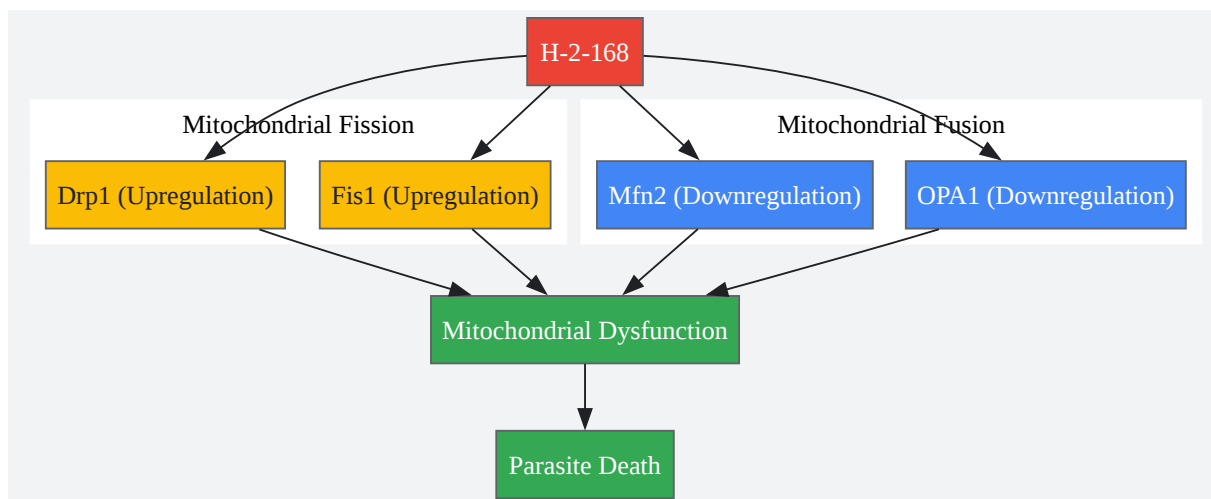 H-2-168
Mitochondrial Fission
Mitochondrial Fusion
Drp1 (Upregulation)
Fis1 (Upregulation)
Mfn2 (Downregulation)
OPA1 (Downregulation)
Mitochondrial Dysfunction
Parasite Death